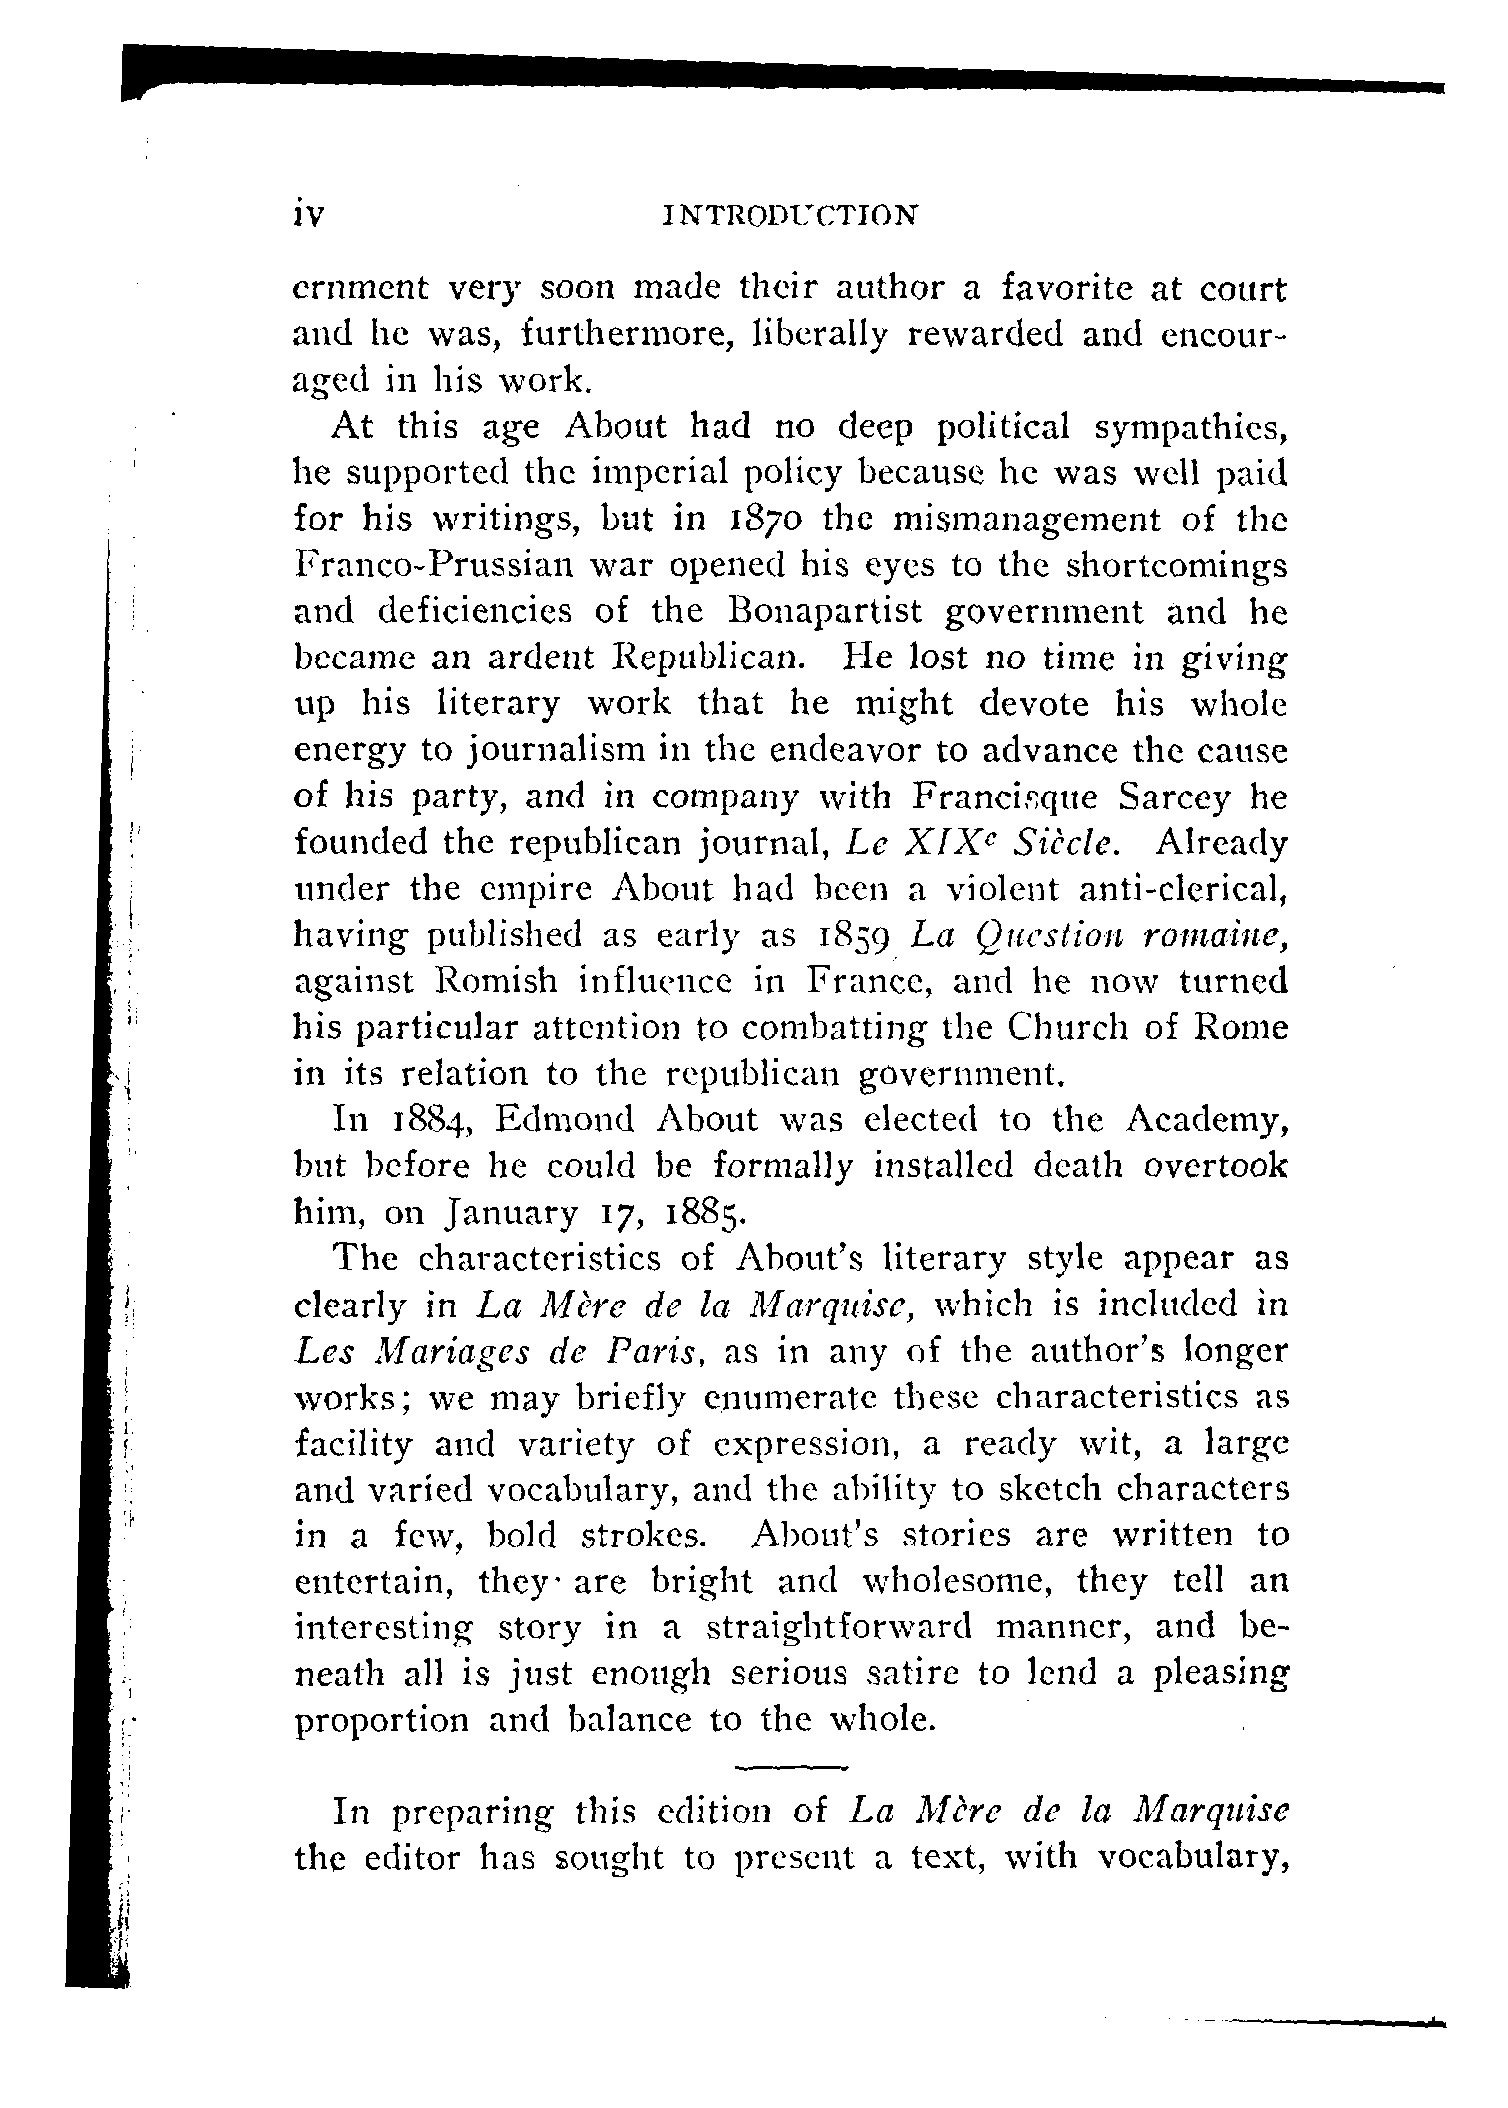 iv INTRODUCTION
ernment very soon made their author a favorite at court
and he was, furthermore, liberally rewarded and encour-
aged in his work.
At this age About had no deep political sympathies,
he supported the imperial policy because he was well paid
for his writings, but in 1870 the mismanagement of the
Franco-Prussian war opened his eyes to the shortcomings
and deficiencies of the Bonapartist government and he
became an ardent Republican. He lost no time in giving
up his literary work that he might devote his whole
energy to journalism in the endeavor to advance the cause
of his party, and in company with Francisque Sarcey he
founded the republican journal, Le XIXe Siècle. Already
under the empire About had been a violent anti-clerical,
having published as early as 1859 La Question romaine,
against Romish influence in France, and he now turned
his particular attention to combatting the Church of Rome
in its relation to the republican government.
In 1884, Edmond About was elected to the Academy,
but before he could be formally installed death overtook
him, on January 17, 1885.
The characteristics of About's literary style appear as
clearly in La Mère de la Marquise, which is included in
Les Mariages de Paris, as in any of the author's longer
works; we may briefly enumerate these characteristics as
facility and variety of expression, a ready wit, a large
and varied vocabulary, and the ability to sketch characters
in a few, bold strokes. About's stories are written to
entertain, they are bright and wholesome, they tell an
interesting story in a straightforward manner, and be-
neath all is just enough serious satire to lend a pleasing
proportion and balance to the whole.
In preparing this edition of La Mère de la Marquise
the editor has sought to present a text, with vocabulary,